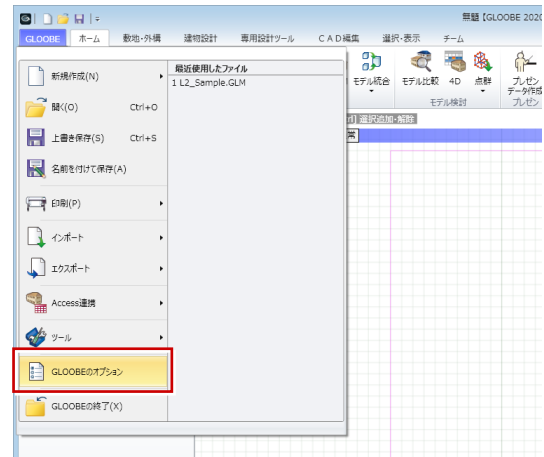 無題 【GLOOBE 202
GLOOBE ホーム 敷地・外構 建物設計 専用設計ツール ＣＡＤ編集 選択・表示 チーム
新規作成(N)
開く(O) Ctrl+O
上書き保存(S) Ctrl+S
名前を付けて保存(A)
印刷(P)
インポート
エクスポート
Access連携
ツール
GLOOBEのオプション
GLOOBEの終了(X)
最近使用したファイル
1 L2_Sample.GLM
モデル統合 モデル比較 4D 点群 プレゼン
データ作成
モデル検討 プレゼン
選択追加・解除
常